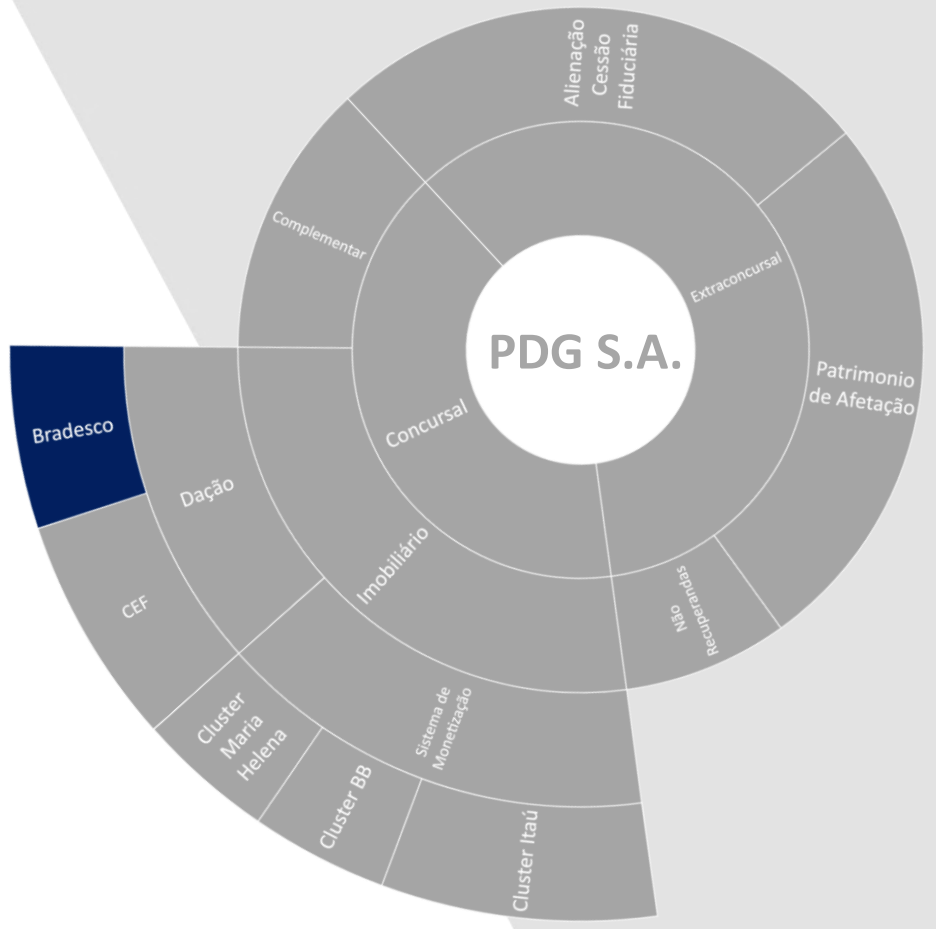 Alienação
Cessão
Fiduciária
Complementar
Extraconcursal
PDG S.A.
Patrimonio
de Afetação
Concursal
Bradesco
Dação
Imobiliário
CEF
Não
Recuperandas
Sistema de
Monetização
Cluster
Maria
Helena
Cluster BB
Cluster Itaú